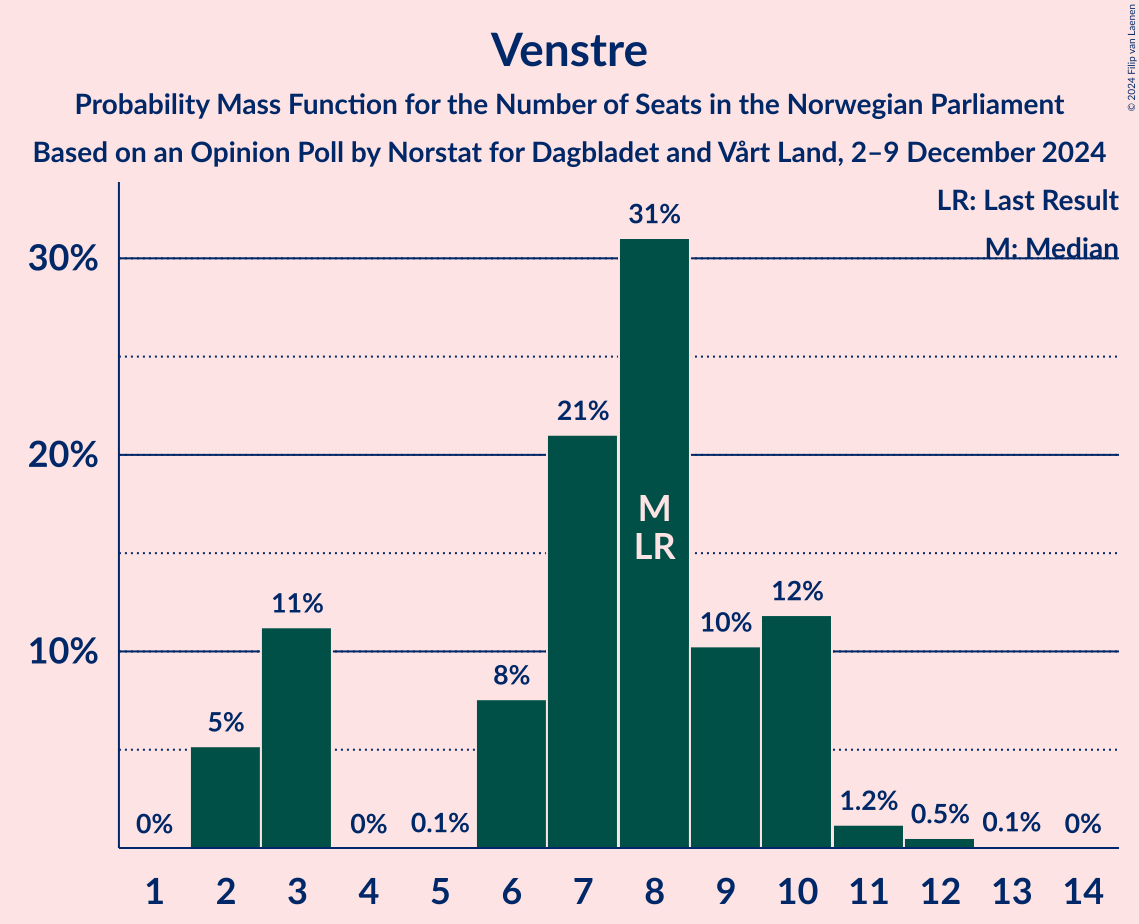 © 2024 Filip van Laenen
Venstre
Probability Mass Function for the Number of Seats in the Norwegian Parliament
Based on an Opinion Poll by Norstat for Dagbladet and Vårt Land, 2–9 December 2024
LR: Last Result
M: Median
30%
20%
10%
0%
5%
11%
0%
0.1%
8%
21%
31%
10%
12%
1.2%
0.5%
0.1%
0%
M
LR
1 2 3 4 5 6 7 8 9 10 11 12 13 14